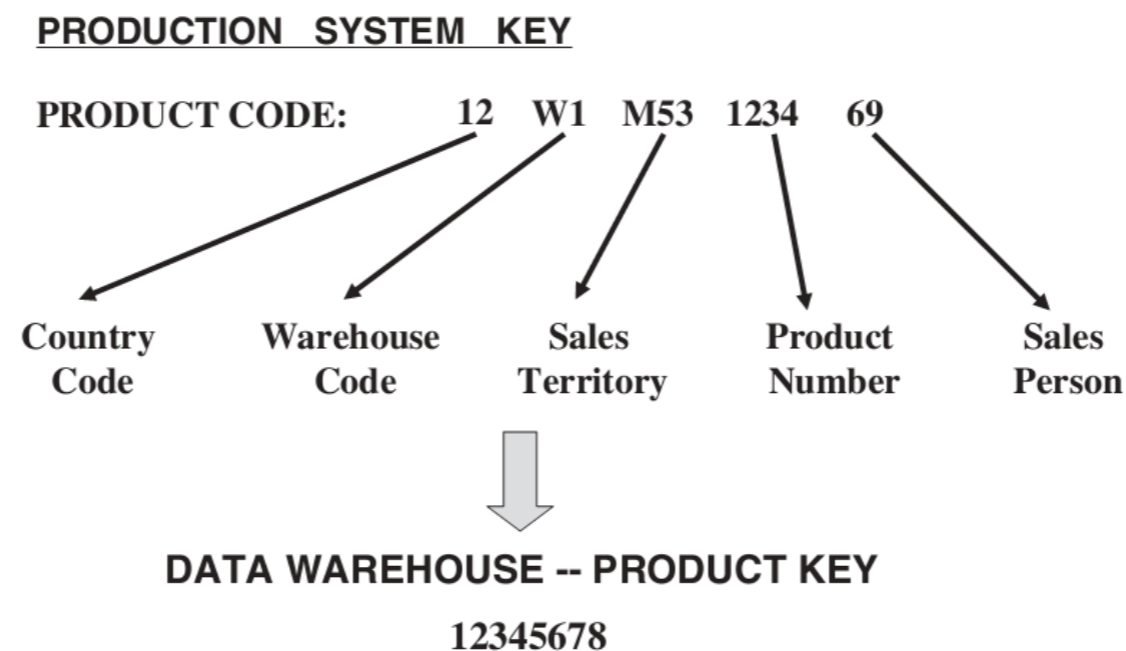 PRODUCTION SYSTEM KEY
PRODUCT CODE: 12 W1 M53 1234 69
Country Warehouse Sales Product Sales
Code Code Territory Number Person
DATA WAREHOUSE -- PRODUCT KEY
12345678